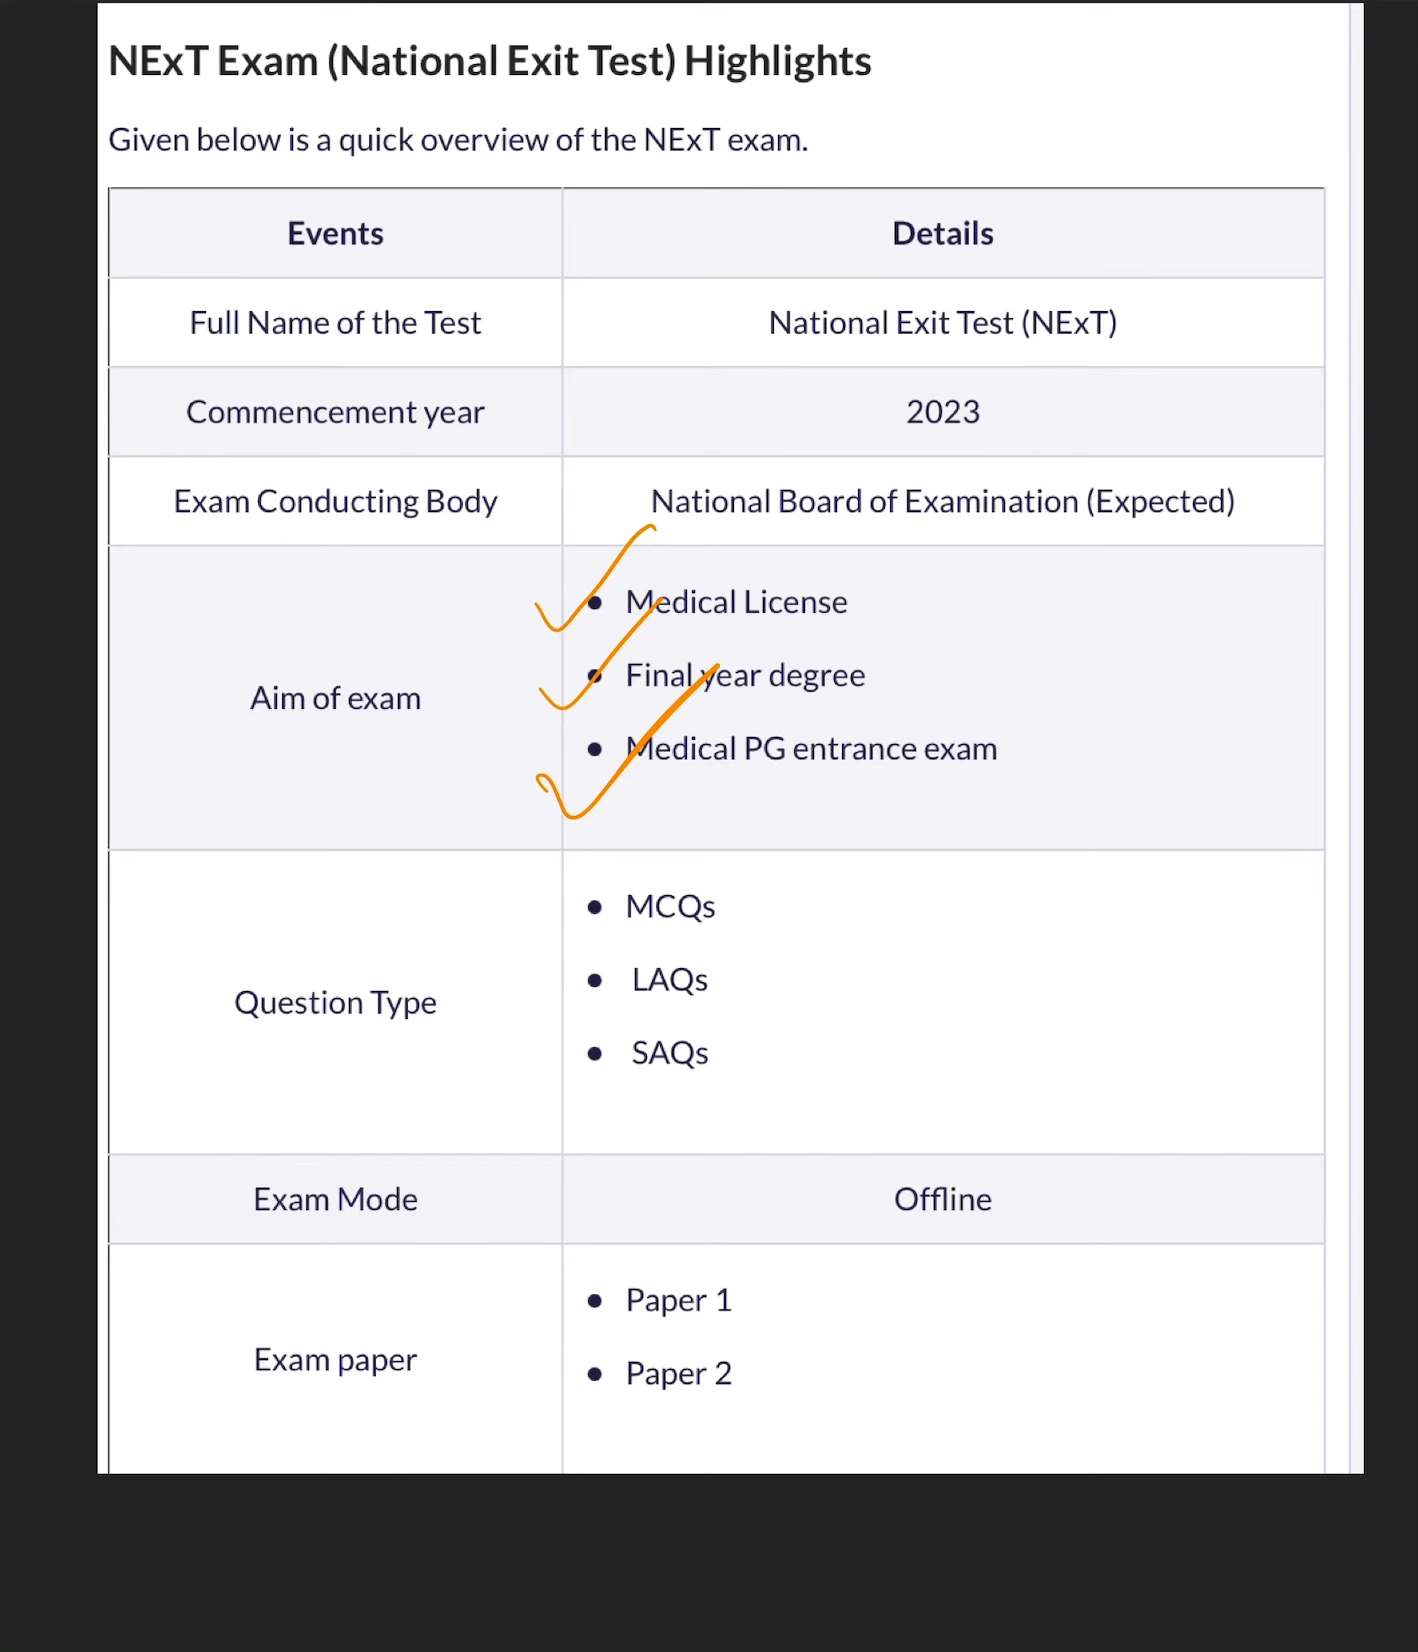 NExT Exam (National Exit Test) Highlights
Given below is a quick overview of the NExT exam.
Events Details
Full Name of the Test National Exit Test (NExT)
Commencement year 2023
Exam Conducting Body National Board of Examination (Expected)
Aim of exam
• Medical License
• Final year degree
• Medical PG entrance exam
Question Type
• MCQs
• LAQs
• SAQs
Exam Mode Offline
Exam paper
• Paper 1
• Paper 2